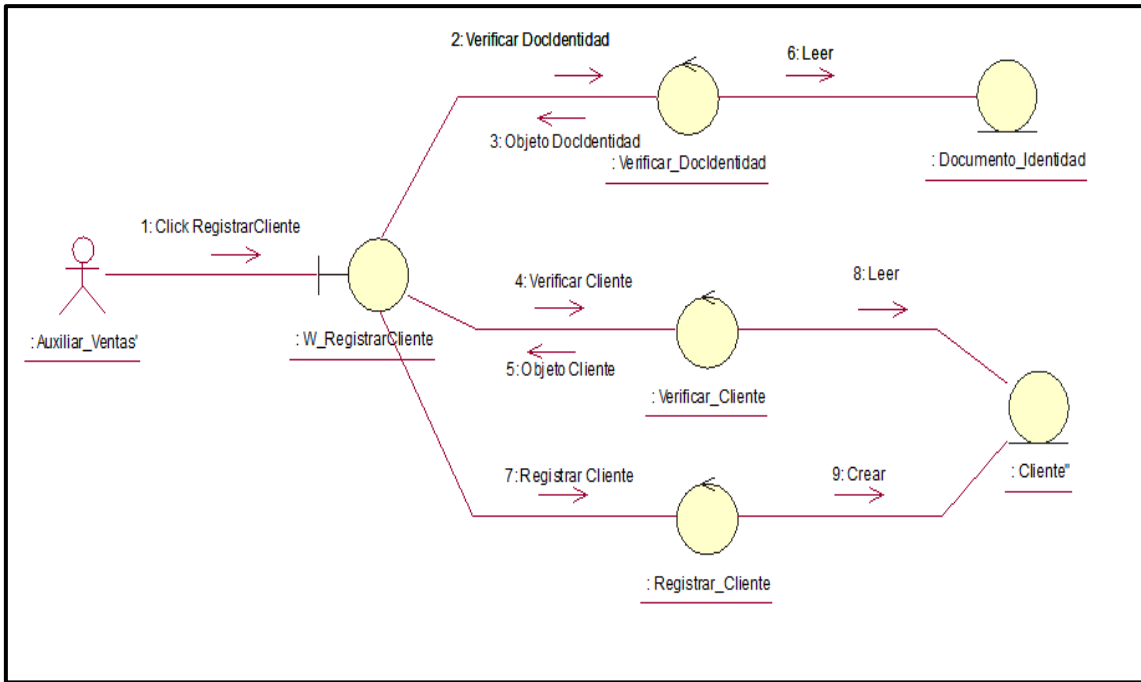 2: Verificar DocIdentidad
6: Leer
3: Objeto DocIdentidad
: Verificar_DocIdentidad
: Documento_Identidad
1: Click RegistrarCliente
4: Verificar Cliente
8: Leer
: Auxiliar_Ventas'
: W_RegistrarCliente
5: Objeto Cliente
: Verificar_Cliente
7: Registrar Cliente
9: Crear
: Cliente"
: Registrar_Cliente